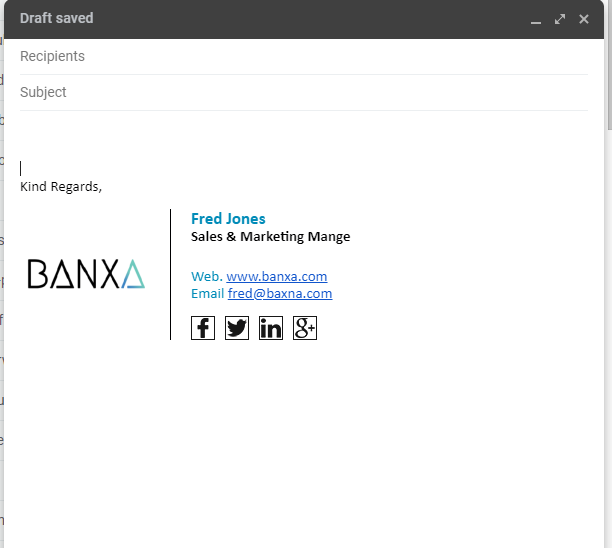 Draft saved
Recipients
Subject
Kind Regards,
BANXA
Fred Jones
Sales & Marketing Mange
Web. www.banxa.com
Email fred@baxna.com